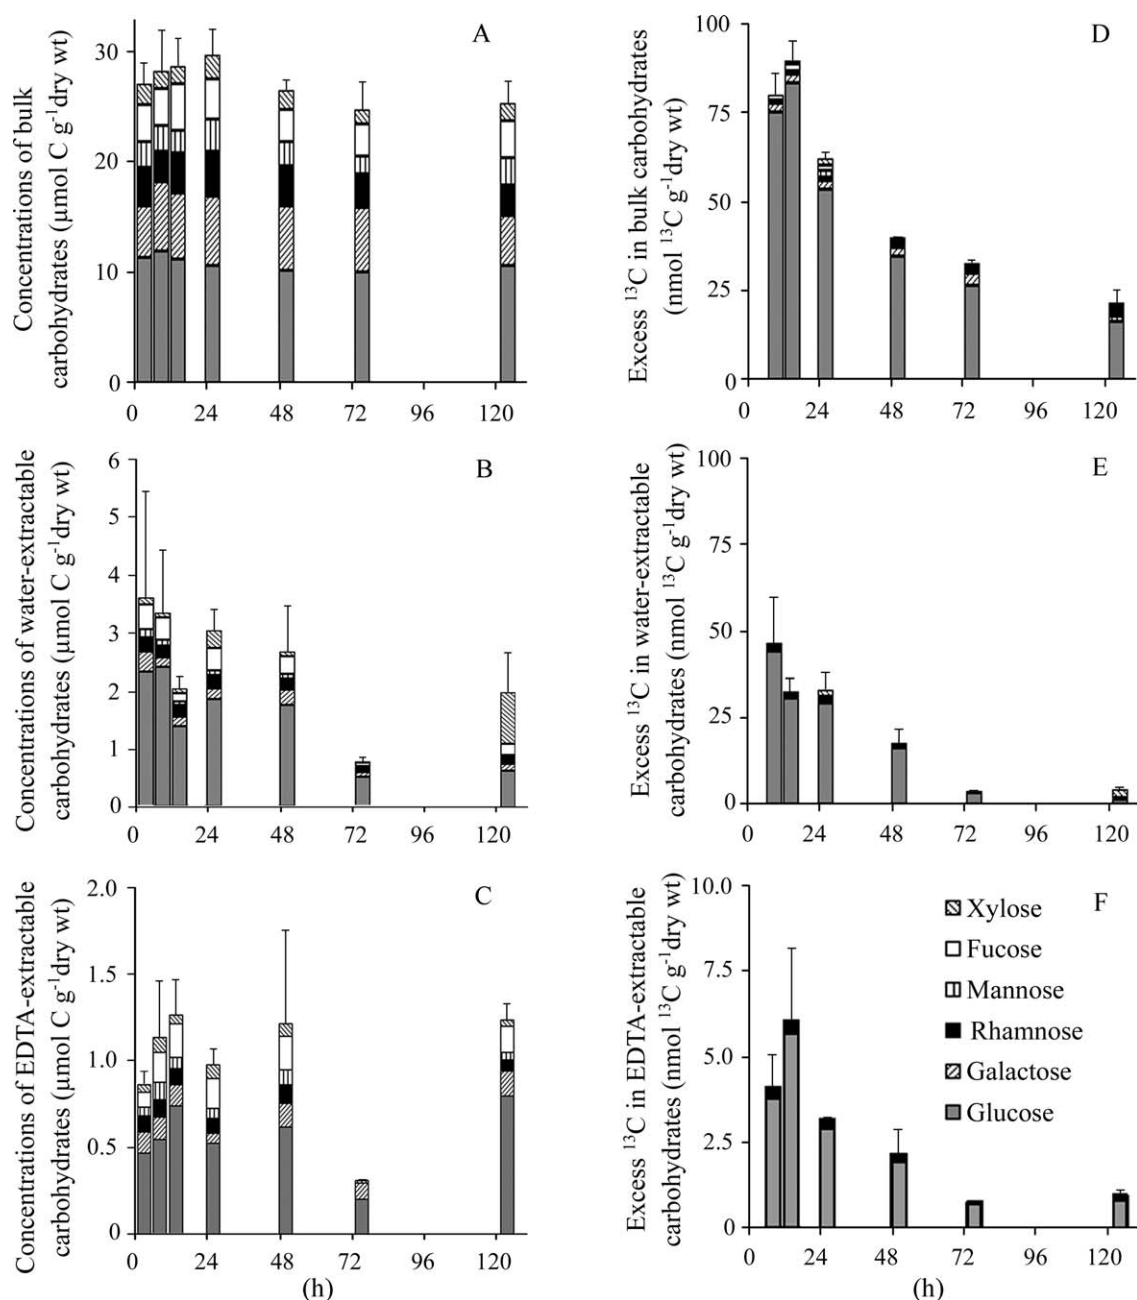 A
Concentrations of bulk
carbohydrates (µmol C g⁻¹dry wt)
30
20
10
0
0 24 48 72 96 120
D
Excess ¹³C in bulk carbohydrates
(nmol ¹³C g⁻¹dry wt)
100
75
50
25
0
0 24 48 72 96 120
B
Concentrations of water-extractable
carbohydrates (µmol C g⁻¹dry wt)
6
5
4
3
2
1
0
0 24 48 72 96 120
E
Excess ¹³C in water-extractable
carbohydrates (nmol ¹³C g⁻¹dry wt)
100
75
50
25
0
0 24 48 72 96 120
C
Concentrations of EDTA-extractable
carbohydrates (µmol C g⁻¹dry wt)
2.0
1.5
1.0
0.5
0
0 24 48 72 96 120
(h)
F
Excess ¹³C in EDTA-extractable
carbohydrates (nmol ¹³C g⁻¹dry wt)
10.0
7.5
5.0
2.5
0
Xylose
Fucose
Mannose
Rhamnose
Galactose
Glucose
0 24 48 72 96 120
(h)